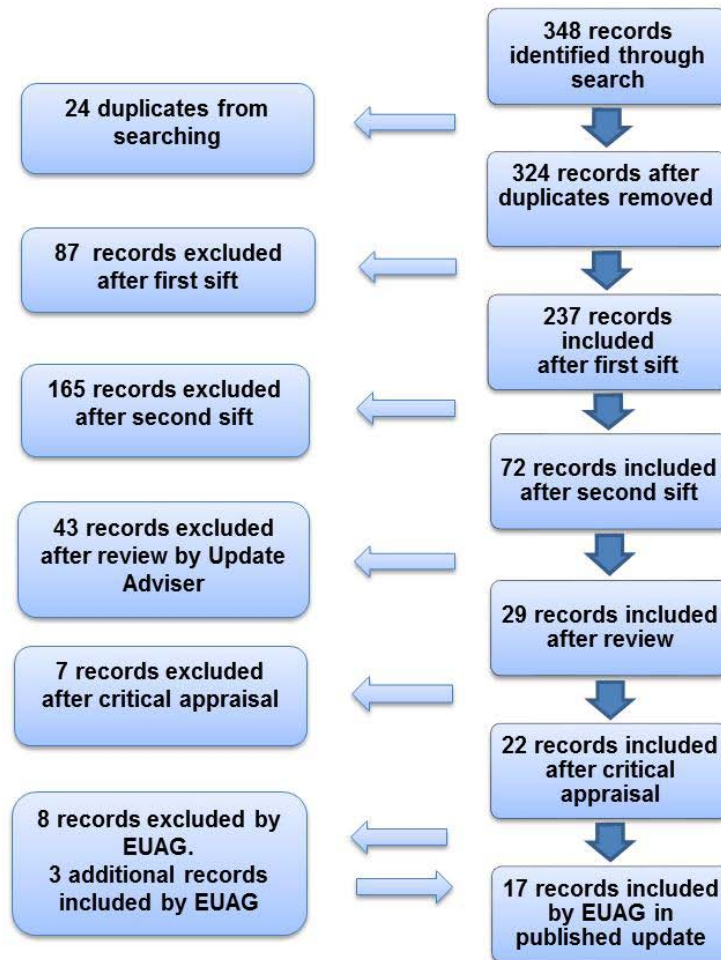 348 records
identified through
search
24 duplicates from
searching
324 records after
duplicates removed
87 records excluded
after first sift
237 records
included
after first sift
165 records excluded
after second sift
72 records included
after second sift
43 records excluded
after review by Update
Adviser
29 records included
after review
7 records excluded
after critical appraisal
22 records included
after critical
appraisal
8 records excluded by
EUAG.
3 additional records
included by EUAG
17 records included
by EUAG in
published update